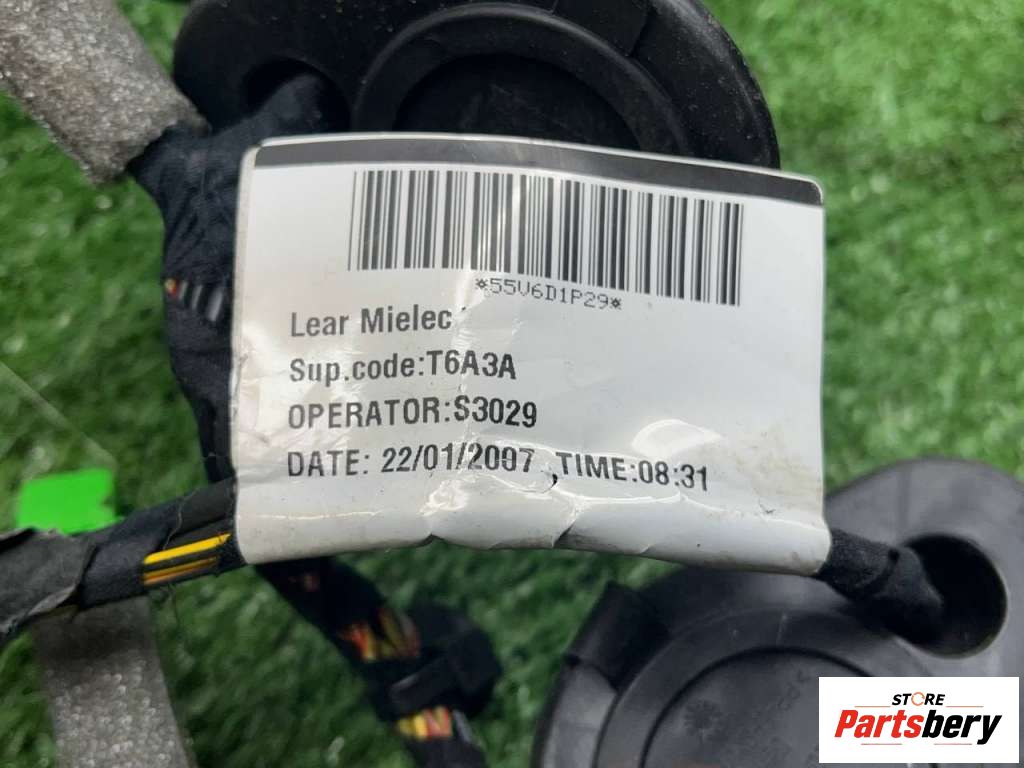 *55V6D1P29*
Lear Mielec
Sup.code:T6A3A
OPERATOR:S3029
DATE: 22/01/2007 TIME:08:31
STORE
Partsbery